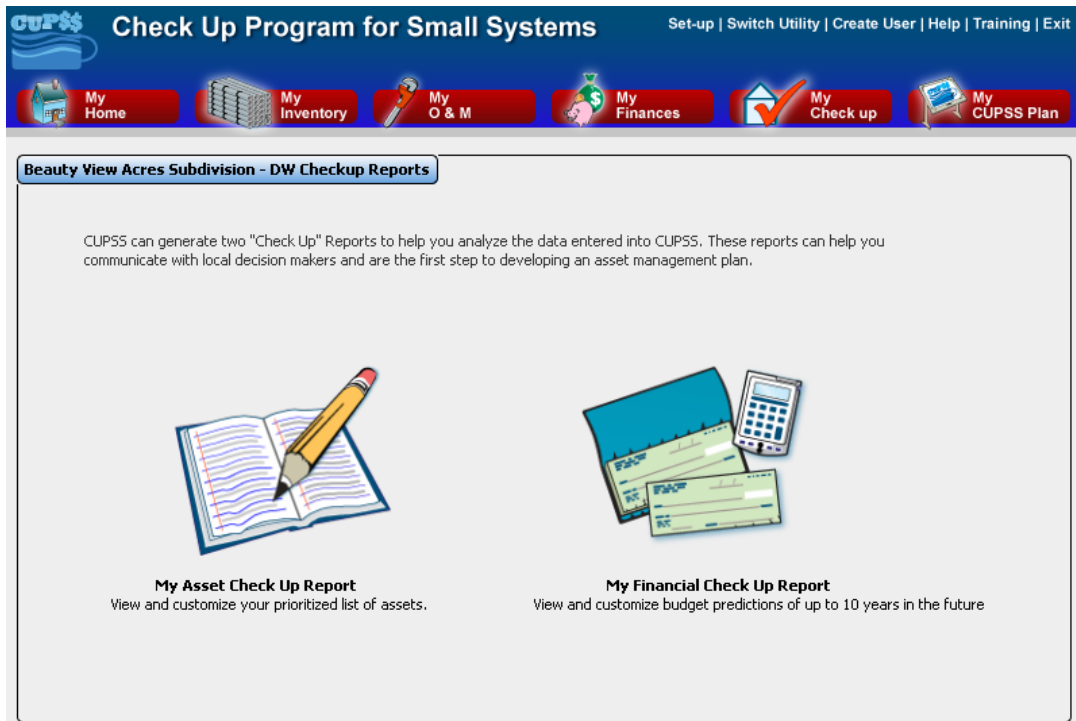 CUP$$
Check Up Program for Small Systems
Set-up | Switch Utility | Create User | Help | Training | Exit
My
Home
My
Inventory
My
O & M
My
Finances
My
Check up
My
CUPSS Plan
Beauty View Acres Subdivision - DW Checkup Reports
CUPSS can generate two "Check Up" Reports to help you analyze the data entered into CUPSS. These reports can help you
communicate with local decision makers and are the first step to developing an asset management plan.
$
My Asset Check Up Report
View and customize your prioritized list of assets.
My Financial Check Up Report
View and customize budget predictions of up to 10 years in the future